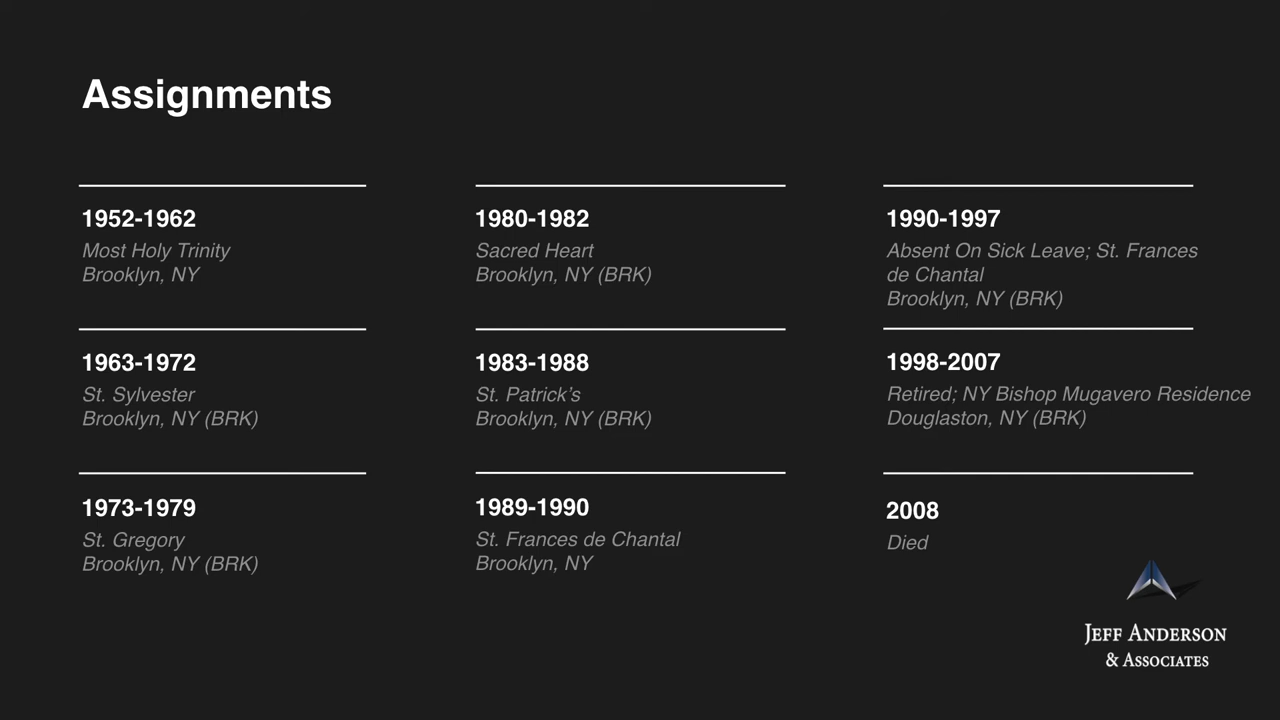 Assignments
1952-1962
Most Holy Trinity
Brooklyn, NY
1963-1972
St. Sylvester
Brooklyn, NY (BRK)
1973-1979
St. Gregory
Brooklyn, NY (BRK)
1980-1982
Sacred Heart
Brooklyn, NY (BRK)
1983-1988
St. Patrick’s
Brooklyn, NY (BRK)
1989-1990
St. Frances de Chantal
Brooklyn, NY
1990-1997
Absent On Sick Leave; St. Frances
de Chantal
Brooklyn, NY (BRK)
1998-2007
Retired; NY Bishop Mugavero Residence
Douglaston, NY (BRK)
2008
Died
JEFF ANDERSON
& ASSOCIATES